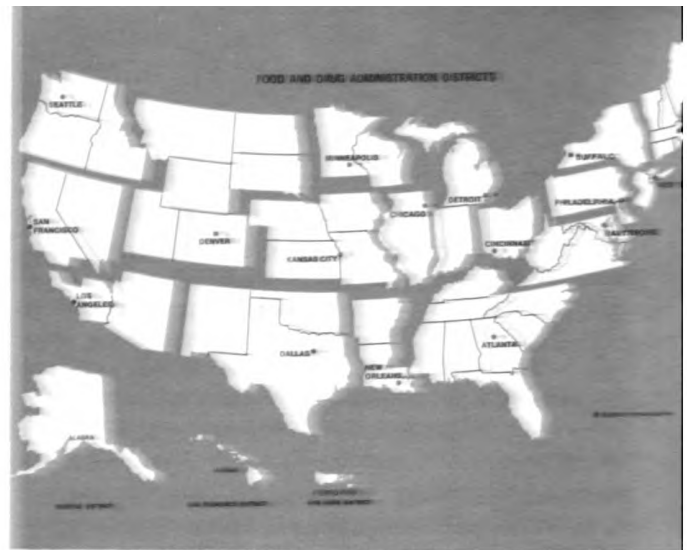 FOOD AND DRUG ADMINISTRATION DISTRICTS
SEATTLE
MINNEAPOLIS
BUFFALO
DETROIT
PHILADELPHIA
CHICAGO
SAN
FRANCISCO
DENVER
BALTIMORE
CINCINNATI
KANSAS CITY
LOS
ANGELES
ATLANTA
DALLAS
NEW
ORLEANS
ALASKA